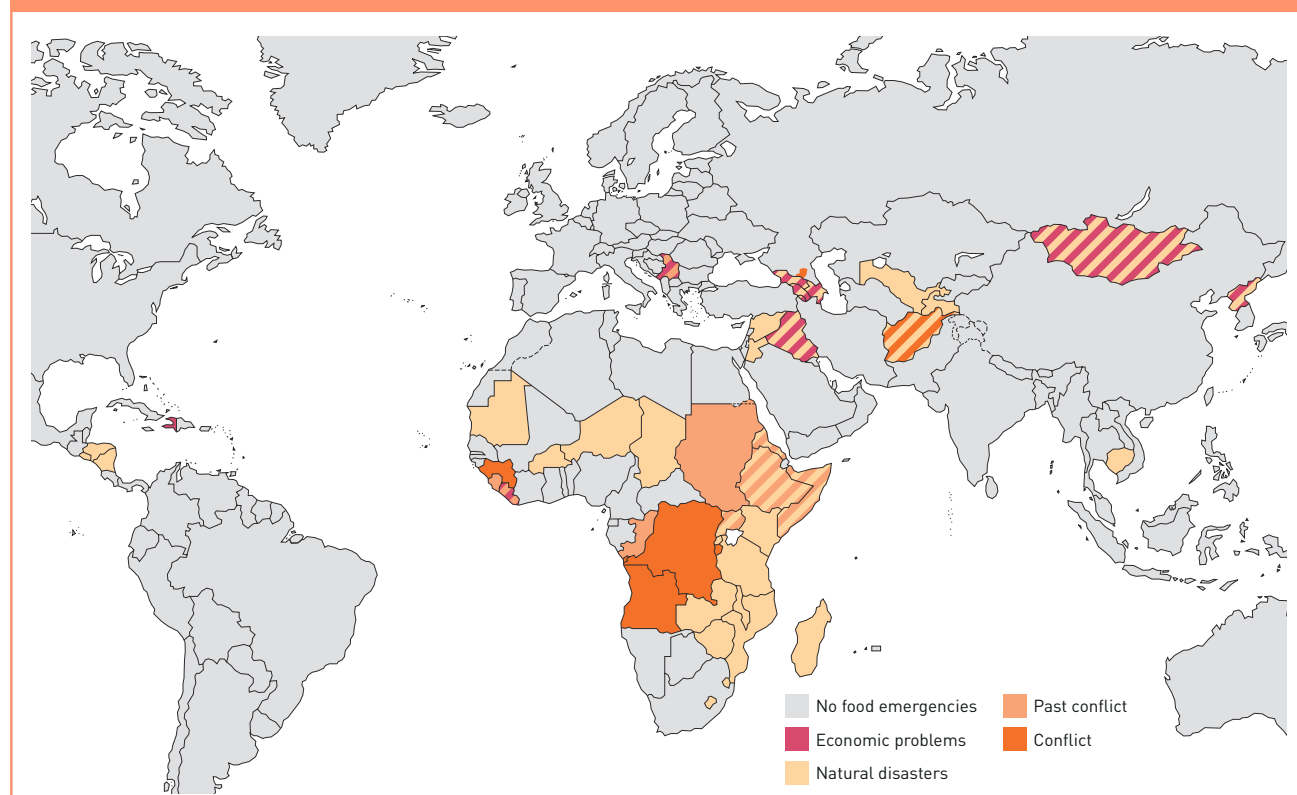 No food emergencies
Economic problems
Natural disasters
Past conflict
Conflict